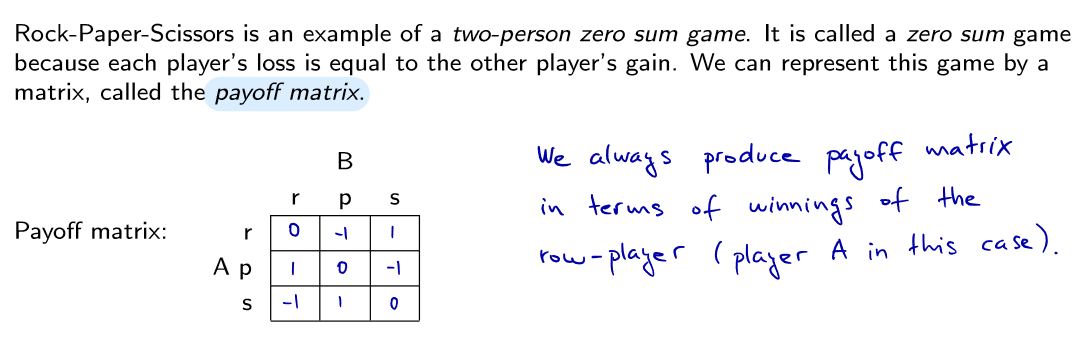 Rock-Paper-Scissors is an example of a two-person zero sum game. It is called a zero sum game
because each player's loss is equal to the other player's gain. We can represent this game by a
matrix, called the payoff matrix.
B
r p s
Payoff matrix:
r 0 -1 1
A p 1 0 -1
s -1 1 0
We always produce payoff matrix
in terms of winnings of the
row-player (player A in this case).